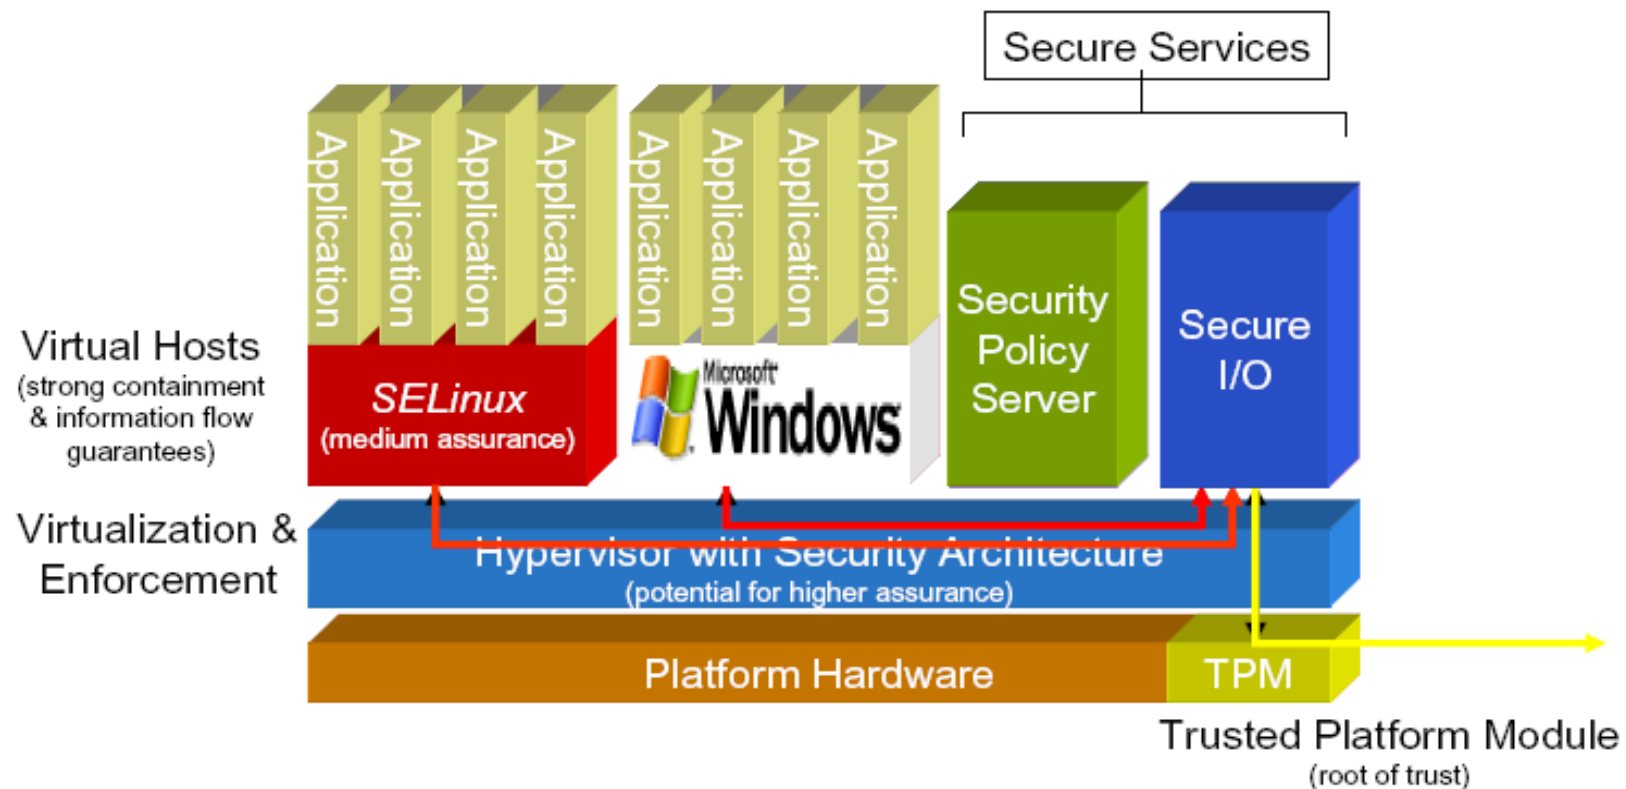 Secure Services
Application
Application
Application
Application
Application
Application
Application
Application
Virtual Hosts
(strong containment
& information flow
guarantees)
SELinux
(medium assurance)
Microsoft
Windows
Security
Policy
Server
Secure
I/O
Virtualization &
Enforcement
Hypervisor with Security Architecture
(potential for higher assurance)
Platform Hardware
TPM
Trusted Platform Module
(root of trust)